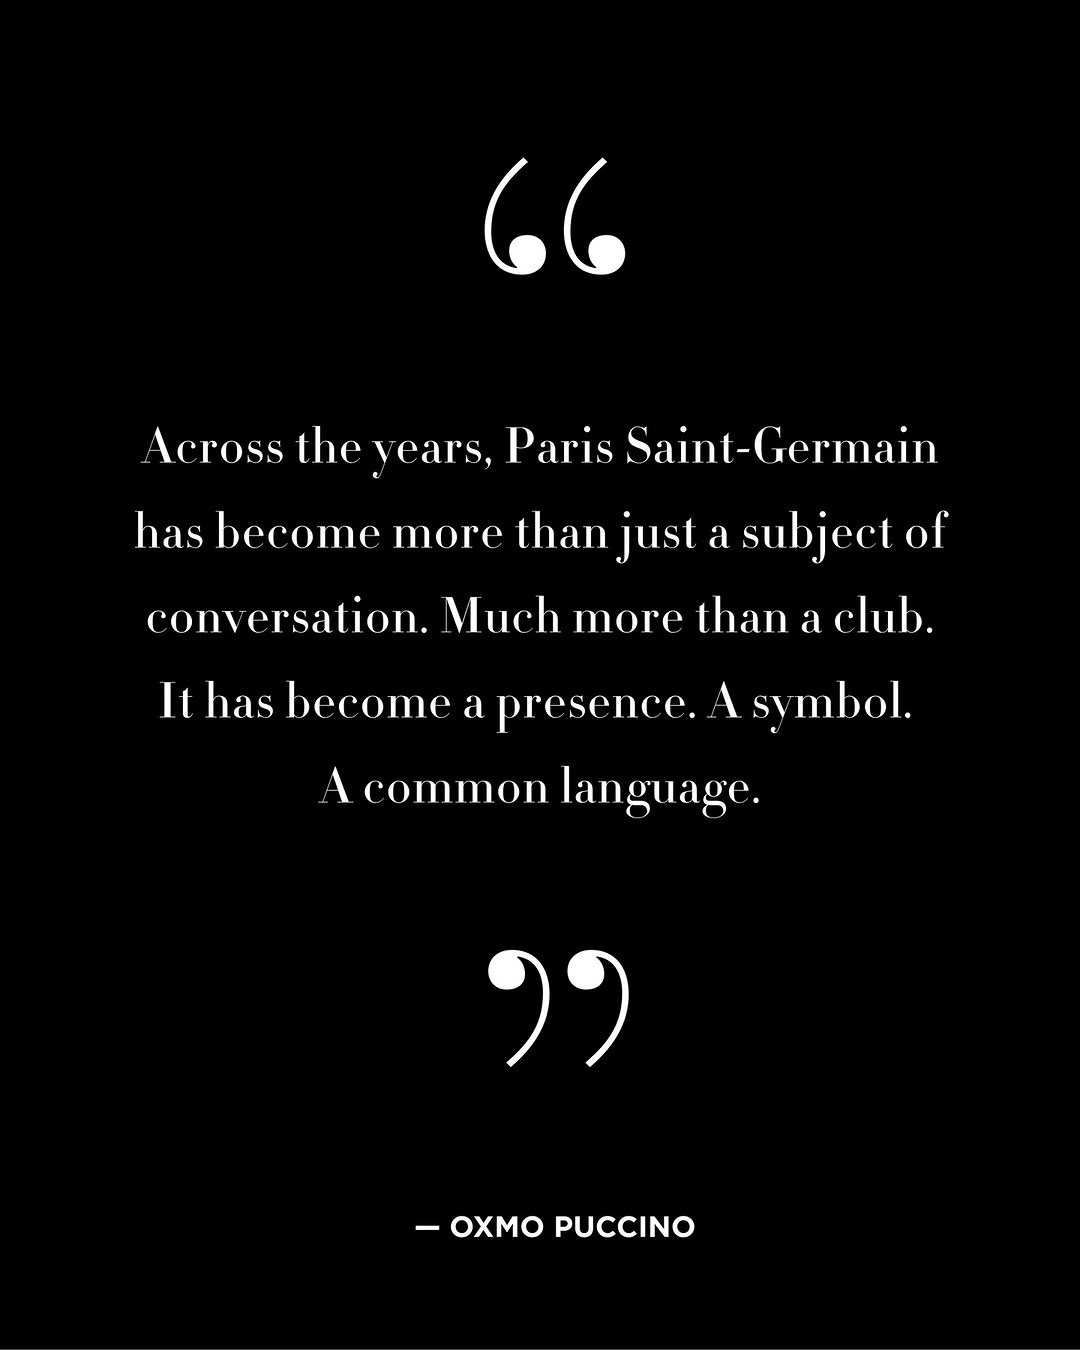 “
Across the years, Paris Saint-Germain
has become more than just a subject of
conversation. Much more than a club.
It has become a presence. A symbol.
A common language.
”
— OXMO PUCCINO